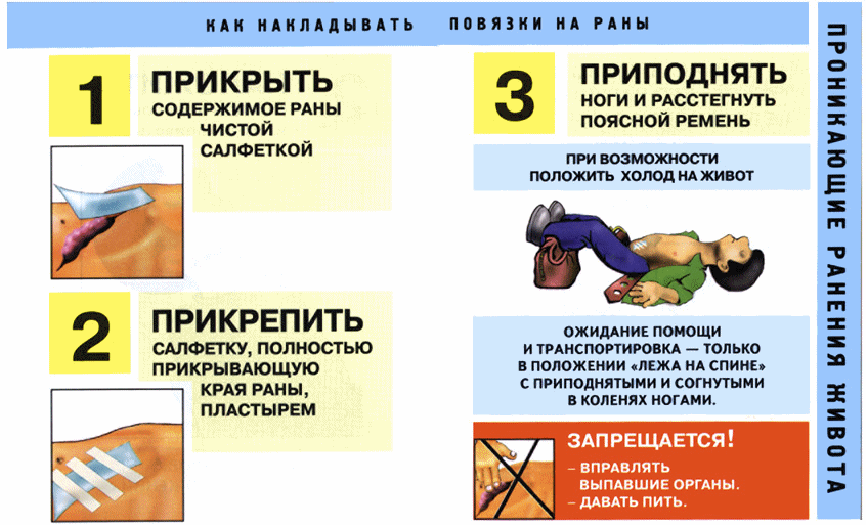 КАК НАКЛАДЫВАТЬ ПОВЯЗКИ НА РАНЫ
1
ПРИКРЫТЬ
СОДЕРЖИМОЕ РАНЫ
ЧИСТОЙ
САЛФЕТКОЙ
2
ПРИКРЕПИТЬ
САЛФЕТКУ, ПОЛНОСТЬЮ
ПРИКРЫВАЮЩУЮ
КРАЯ РАНЫ,
ПЛАСТЫРЕМ
3
ПРИПОДНЯТЬ
НОГИ И РАССТЕГНУТЬ
ПОЯСНОЙ РЕМЕНЬ
ПРИ ВОЗМОЖНОСТИ
ПОЛОЖИТЬ ХОЛОД НА ЖИВОТ
ОЖИДАНИЕ ПОМОЩИ
И ТРАНСПОРТИРОВКА — ТОЛЬКО
В ПОЛОЖЕНИИ «ЛЕЖА НА СПИНЕ»
С ПРИПОДНЯТЫМИ И СОГНУТЫМИ
В КОЛЕНЯХ НОГАМИ.
ЗАПРЕЩАЕТСЯ!
– ВПРАВЛЯТЬ
ВЫПАВШИЕ ОРГАНЫ.
– ДАВАТЬ ПИТЬ.
ПРОНИКАЮЩИЕ РАНЕНИЯ ЖИВОТА